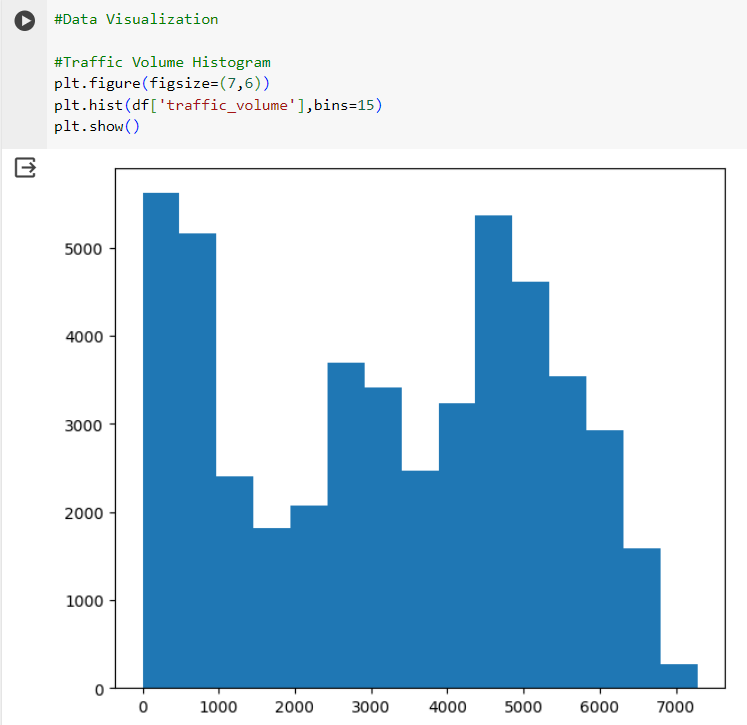 #Data Visualization
#Traffic Volume Histogram
plt.figure(figsize=(7,6))
plt.hist(df['traffic_volume'],bins=15)
plt.show()
5000
4000
3000
2000
1000
0
0 1000 2000 3000 4000 5000 6000 7000